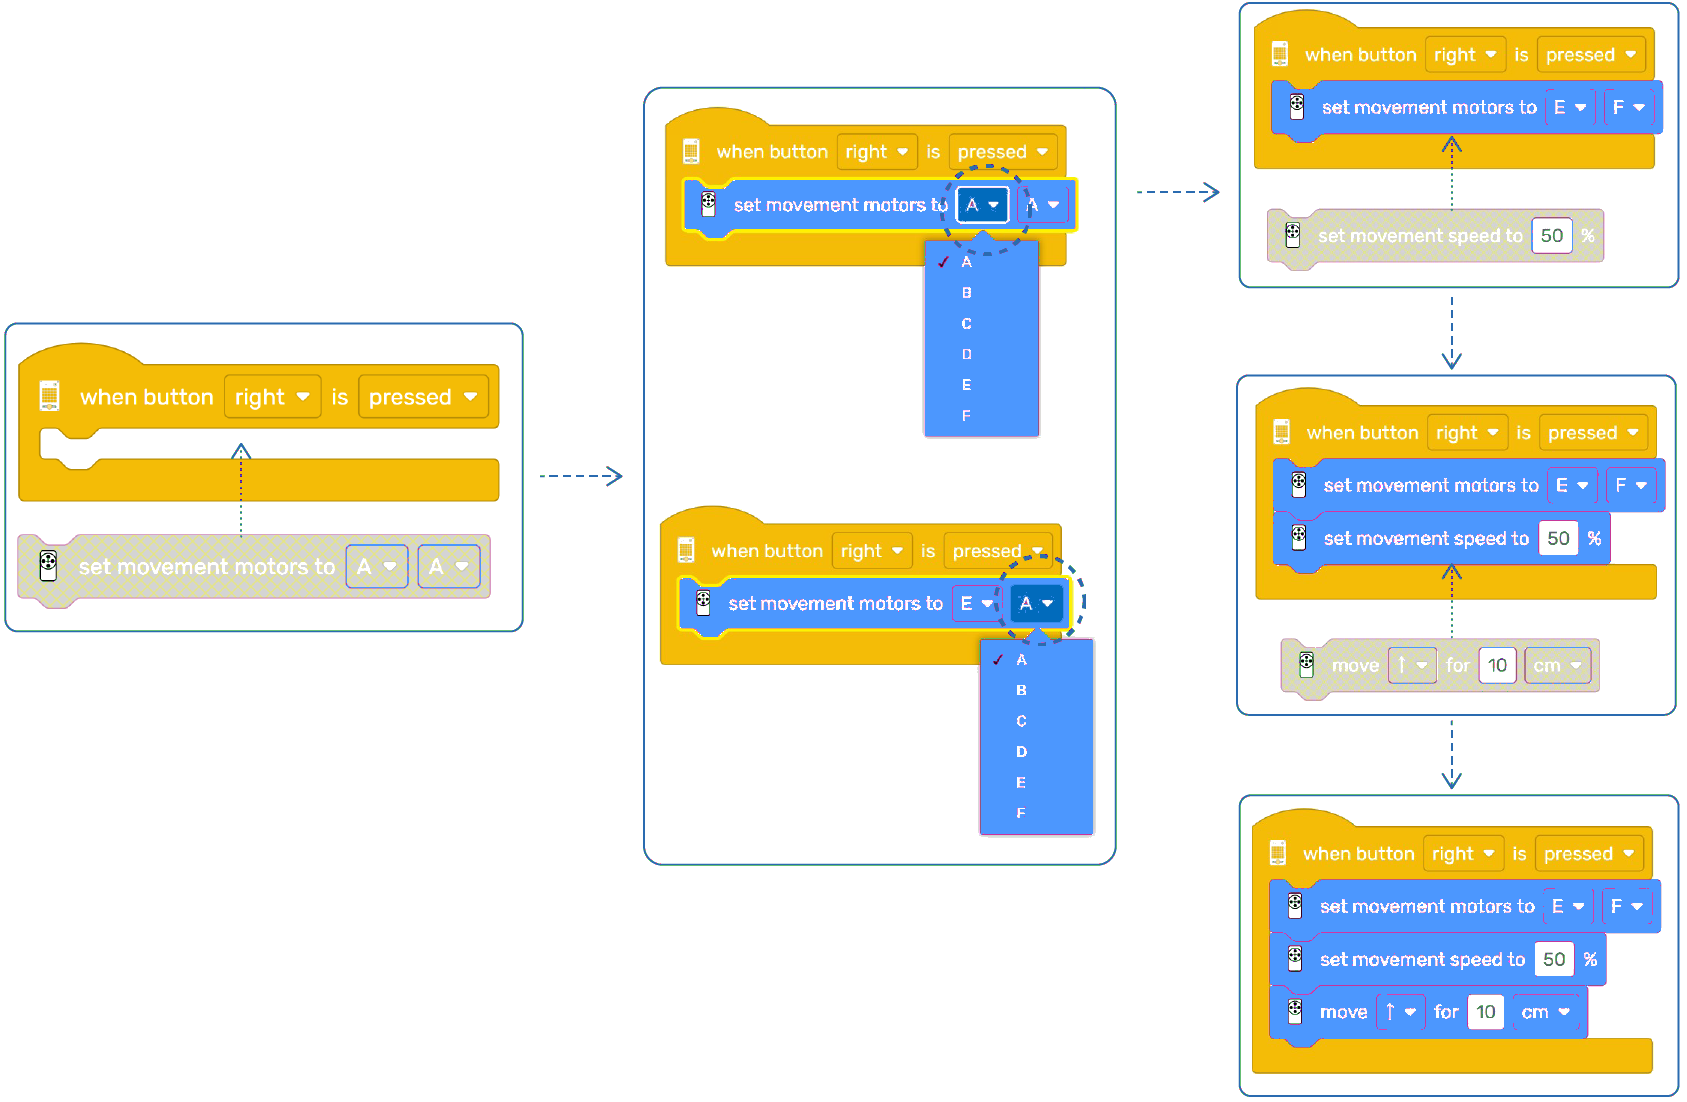 when button right is pressed
set movement motors to A A
when button right is pressed
set movement motors to A A
✓ A
B
C
D
E
F
when button right is pressed
set movement motors to E A
✓ A
B
C
D
E
F
when button right is pressed
set movement motors to E F
set movement speed to 50 %
when button right is pressed
set movement motors to E F
set movement speed to 50 %
move ↑ for 10 cm
when button right is pressed
set movement motors to E F
set movement speed to 50 %
move ↑ for 10 cm